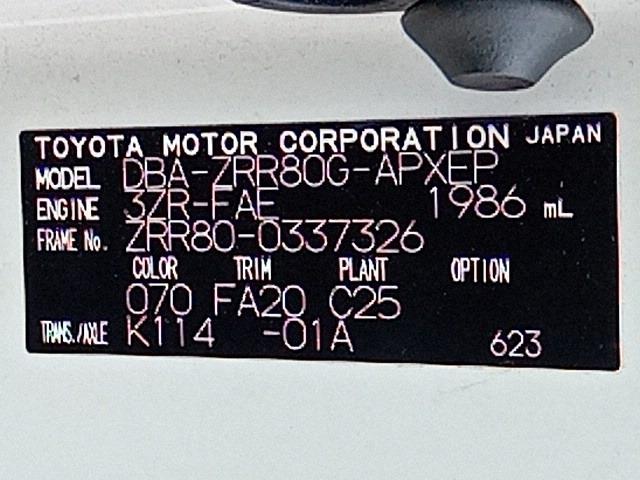 TOYOTA MOTOR CORPORATION JAPAN
MODEL DBA-ZRR80G-APXEP
ENGINE 3ZR-FAE 1986 mL
FRAME No. ZRR80-0337326
COLOR TRIM PLANT OPTION
070 FA20 C25
TRANS./AXLE K114 -01A 623